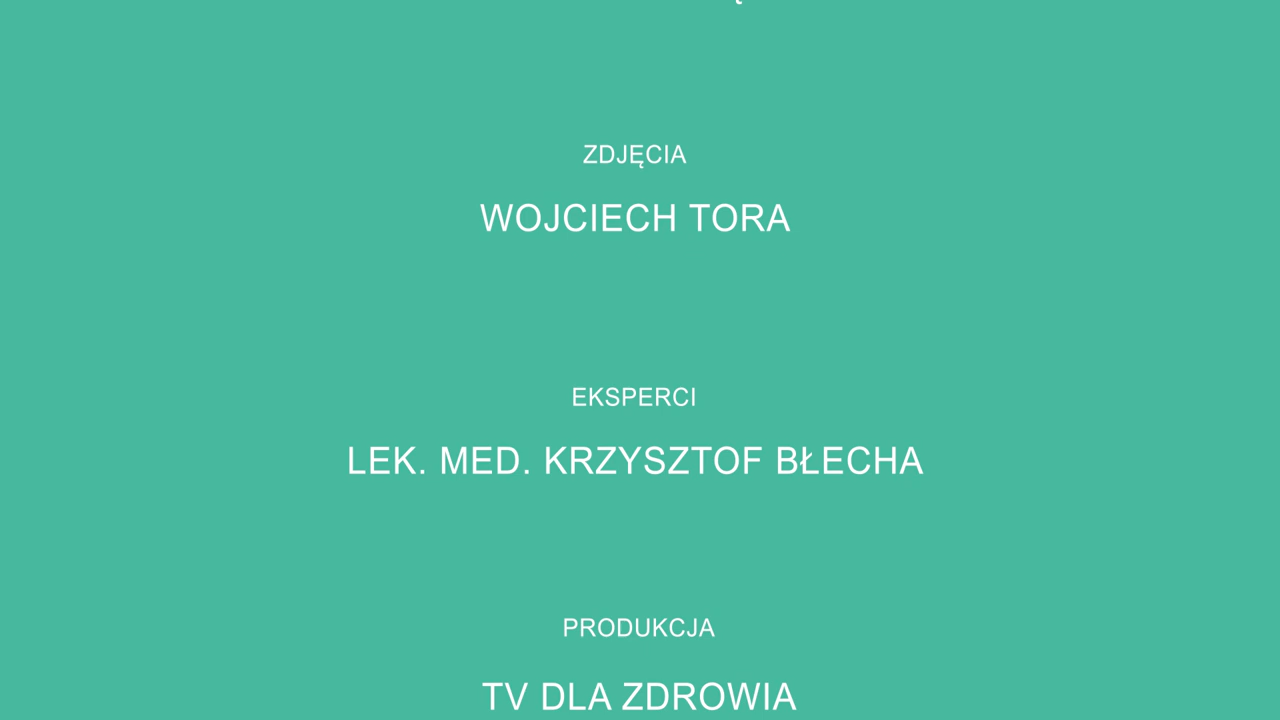 ZDJĘCIA
WOJCIECH TORA
EKSPERCI
LEK. MED. KRZYSZTOF BŁECHA
PRODUKCJA
TV DLA ZDROWIA